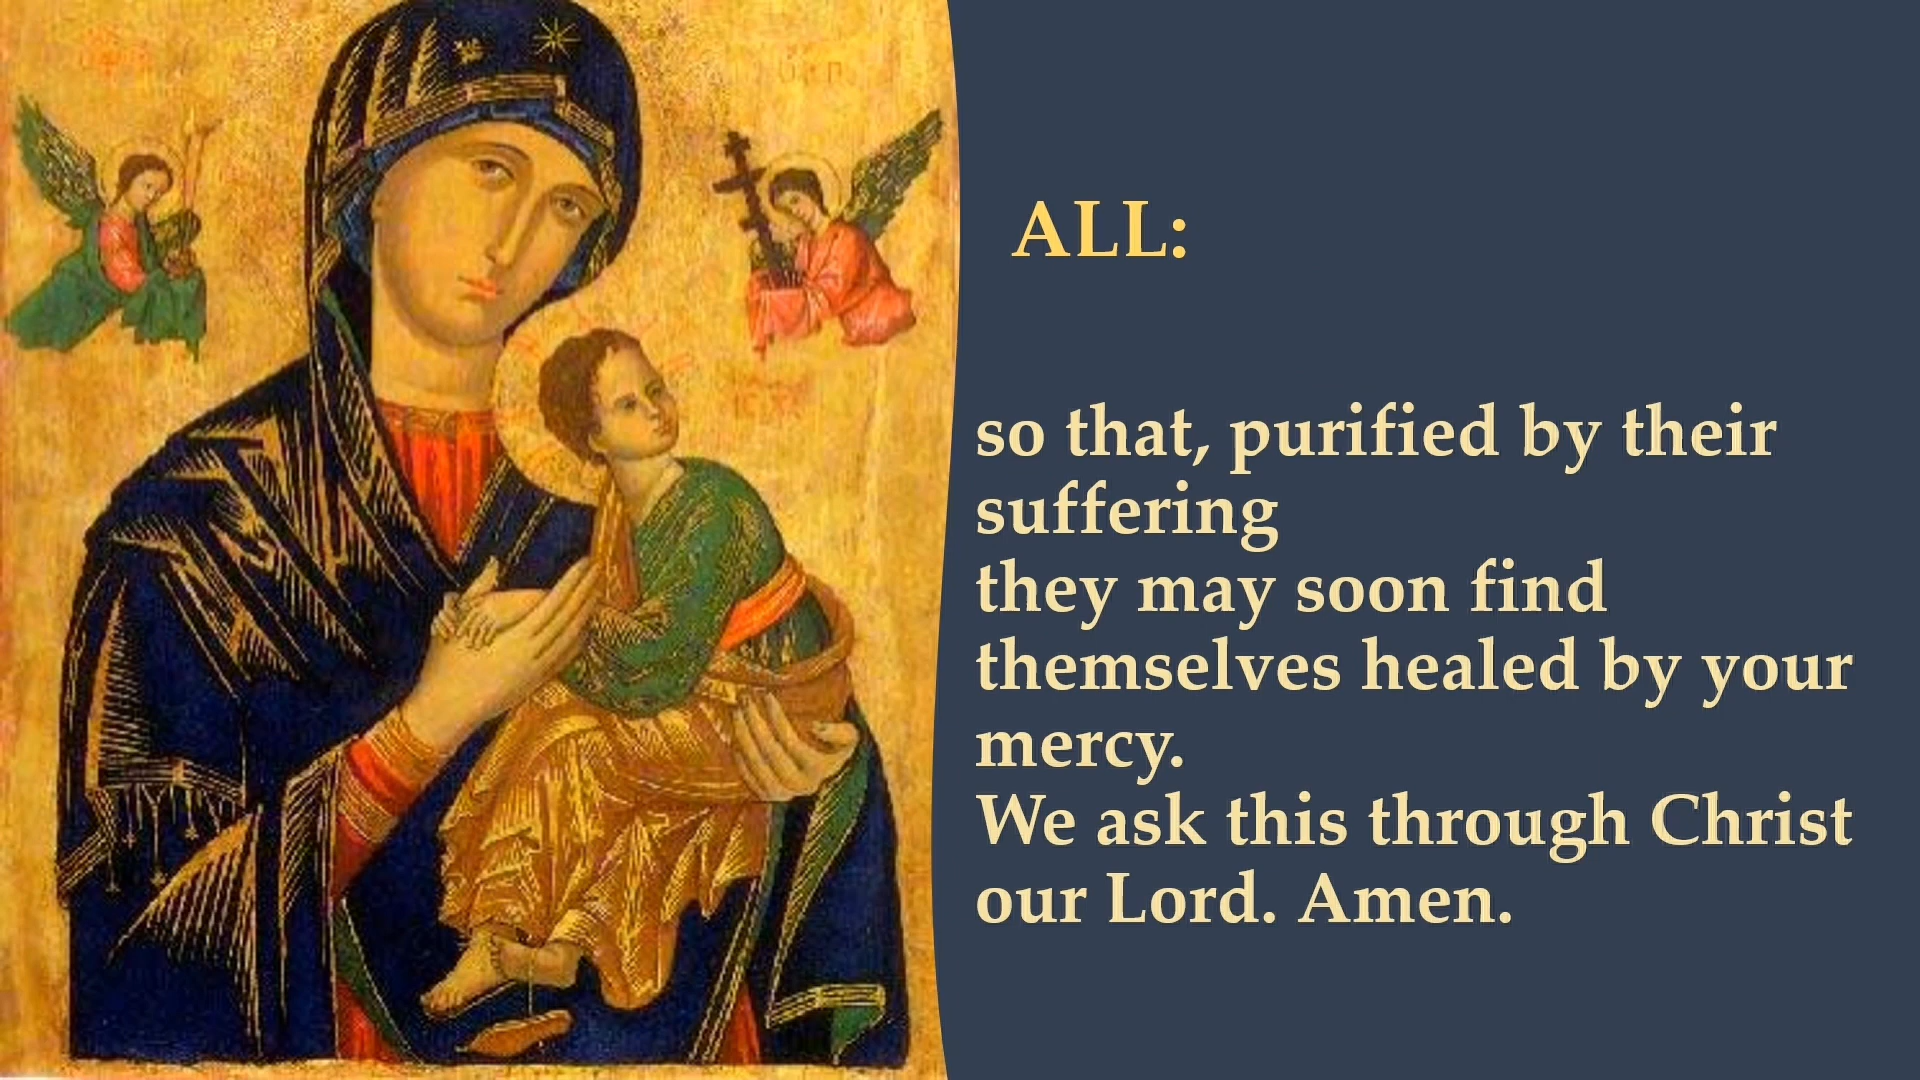 ALL:
so that, purified by their
suffering
they may soon find
themselves healed by your
mercy.
We ask this through Christ
our Lord. Amen.